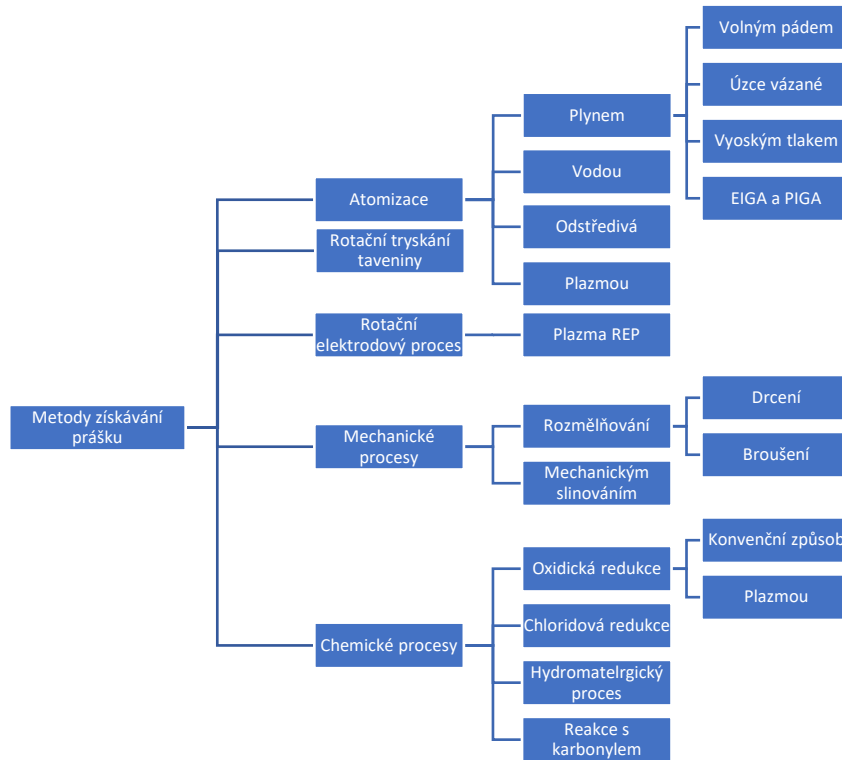 Metody získávání
prášku
Atomizace
Plynem
Volným pádem
Úzce vázané
Vyoským tlakem
EIGA a PIGA
Vodou
Odstředivá
Plazmou
Rotační tryskání
taveniny
Rotační
elektrodový proces
Plazma REP
Mechanické
procesy
Rozmělňování
Drcení
Broušení
Mechanickým
slinováním
Chemické procesy
Oxidická redukce
Konvenční způsob
Plazmou
Chloridová redukce
Hydromatelrgický
proces
Reakce s
karbonylem